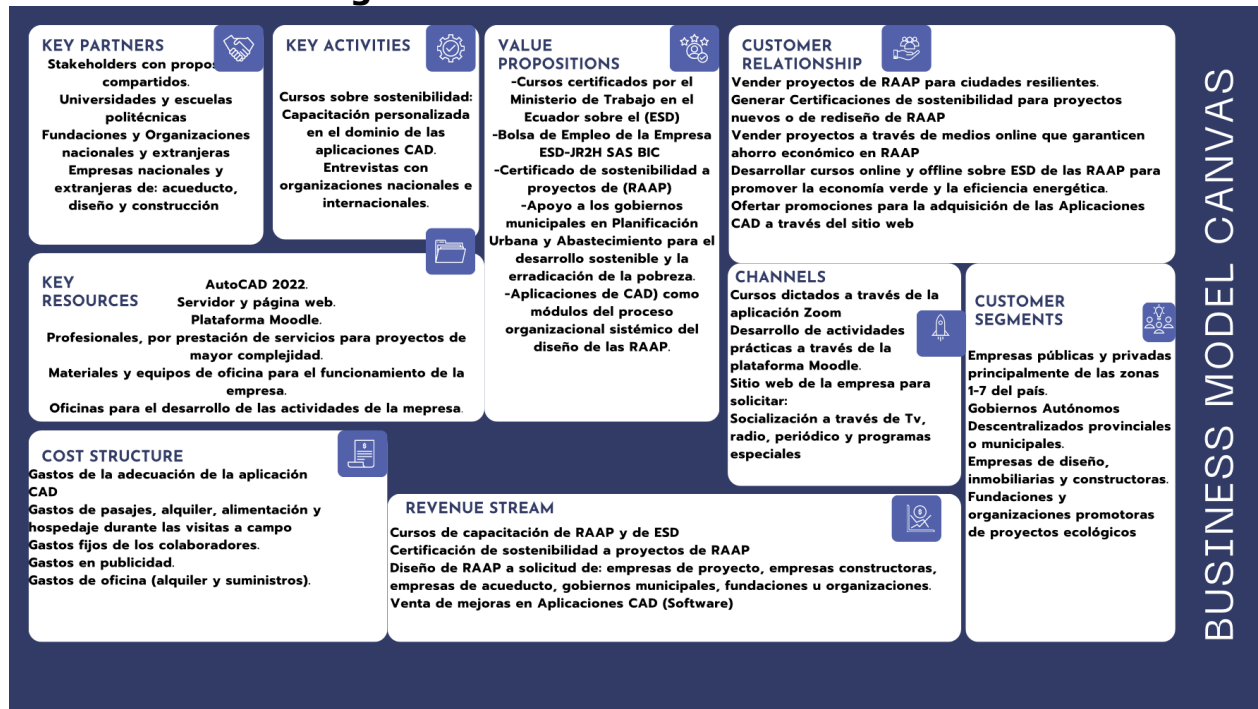 KEY PARTNERS
Stakeholders con propos
compartidos.
Universidades y escuelas
politécnicas
Fundaciones y Organizaciones
nacionales y extranjeras
Empresas nacionales y
extranjeras de: acueducto,
diseño y construcción
KEY ACTIVITIES
Cursos sobre sostenibilidad:
Capacitación personalizada
en el dominio de las
aplicaciones CAD.
Entrevistas con
organizaciones nacionales e
internacionales.
VALUE
PROPOSITIONS
-Cursos certificados por el
Ministerio de Trabajo en el
Ecuador sobre el (ESD)
-Bolsa de Empleo de la Empresa
ESD-JR2H SAS BIC
-Certificado de sostenibilidad a
proyectos de (RAAP)
-Apoyo a los gobiernos
municipales en Planificación
Urbana y Abastecimiento para el
desarrollo sostenible y la
erradicación de la pobreza.
-Aplicaciones de CAD) como
módulos del proceso
organizacional sistémico del
diseño de las RAAP.
CUSTOMER
RELATIONSHIP
Vender proyectos de RAAP para ciudades resilientes.
Generar Certificaciones de sostenibilidad para proyectos
nuevos o de rediseño de RAAP
Vender proyectos a través de medios online que garanticen
ahorro económico en RAAP
Desarrollar cursos online y offline sobre ESD de las RAAP para
promover la economía verde y la eficiencia energética.
Ofertar promociones para la adquisición de las Aplicaciones
CAD a través del sitio web
KEY
RESOURCES
AutoCAD 2022.
Servidor y página web.
Plataforma Moodle.
Profesionales, por prestación de servicios para proyectos de
mayor complejidad.
Materiales y equipos de oficina para el funcionamiento de la
empresa.
Oficinas para el desarrollo de las actividades de la mepresa.
CHANNELS
Cursos dictados a través de la
aplicación Zoom
Desarrollo de actividades
prácticas a través de la
plataforma Moodle.
Sitio web de la empresa para
solicitar:
Socialización a través de Tv,
radio, periódico y programas
especiales
CUSTOMER
SEGMENTS
Empresas públicas y privadas
principalmente de las zonas
1-7 del país.
Gobiernos Autónomos
Descentralizados provinciales
o municipales.
Empresas de diseño,
inmobiliarias y constructoras.
Fundaciones y
organizaciones promotoras
de proyectos ecológicos
COST STRUCTURE
Gastos de la adecuación de la aplicación
CAD
Gastos de pasajes, alquiler, alimentación y
hospedaje durante las visitas a campo
Gastos fijos de los colaboradores.
Gastos en publicidad.
Gastos de oficina (alquiler y suministros).
REVENUE STREAM
Cursos de capacitación de RAAP y de ESD
Certificación de sostenibilidad a proyectos de RAAP
Diseño de RAAP a solicitud de: empresas de proyecto, empresas constructoras,
empresas de acueducto, gobiernos municipales, fundaciones u organizaciones.
Venta de mejoras en Aplicaciones CAD (Software)
BUSINESS MODEL CANVAS